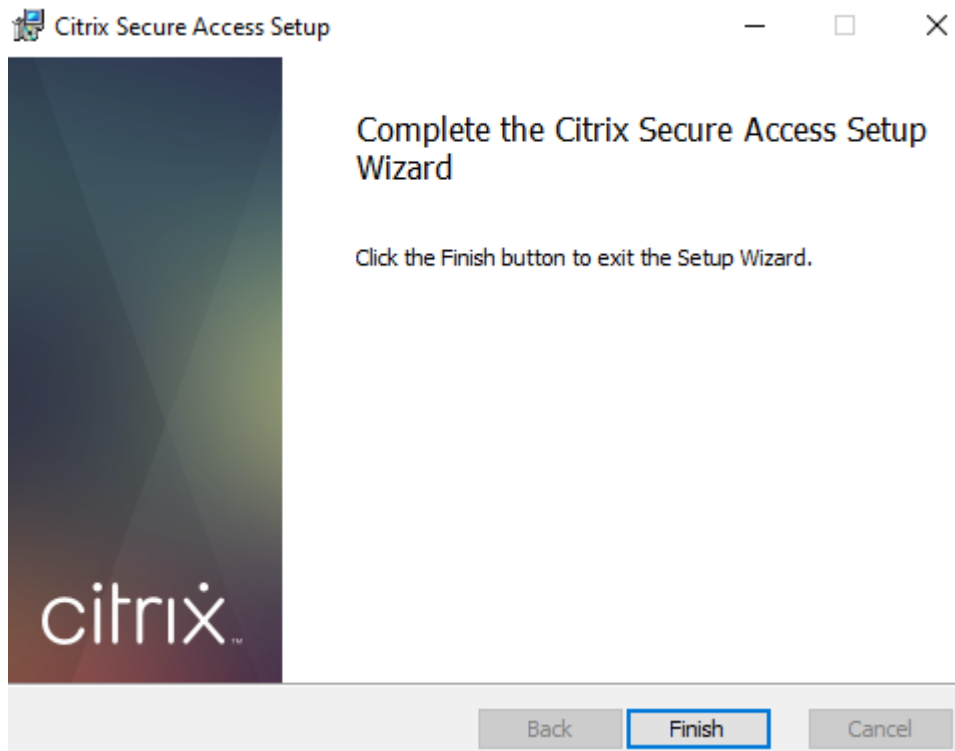 Citrix Secure Access Setup
Complete the Citrix Secure Access Setup
Wizard
Click the Finish button to exit the Setup Wizard.
citrix™
Back Finish Cancel